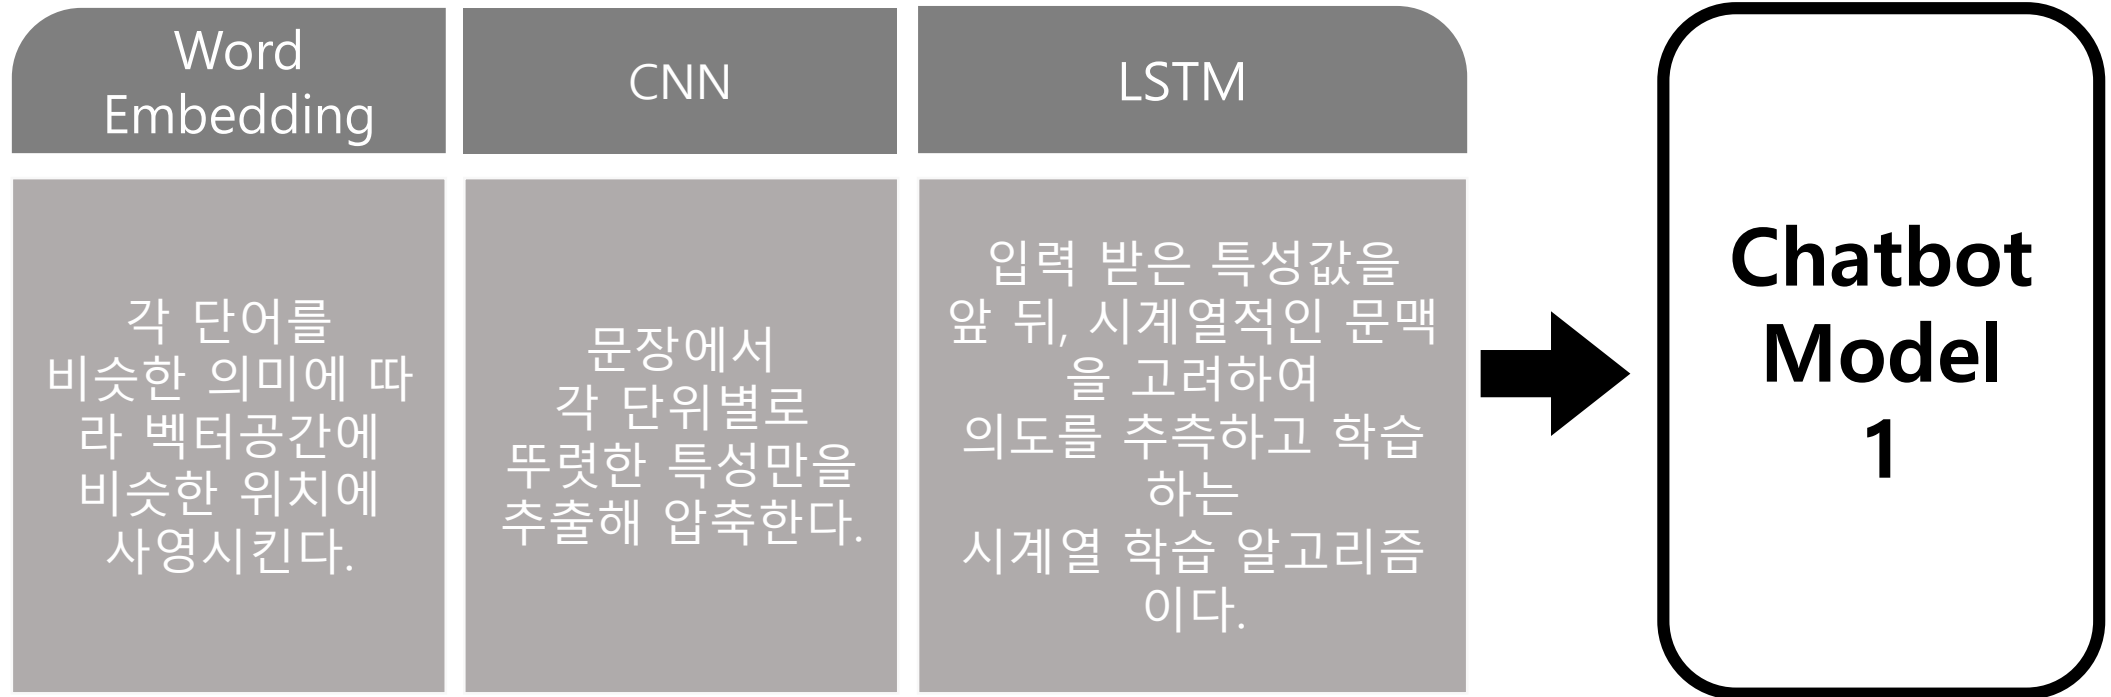 Word
Embedding
CNN
LSTM
각 단어를
비슷한 의미에 따
라 벡터공간에
비슷한 위치에
사영시킨다.
문장에서
각 단위별로
뚜렷한 특성만을
추출해 압축한다.
입력 받은 특성값을
앞 뒤, 시계열적인 문맥
을 고려하여
의도를 추측하고 학습
하는
시계열 학습 알고리즘
이다.
Chatbot
Model
1